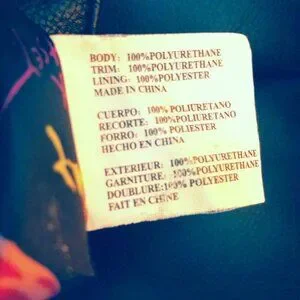 BODY: 100%POLYURETHANE
TRIM: 100%POLYURETHANE
LINING: 100%POLYESTER
MADE IN CHINA
CUERPO: 100% POLIURETANO
RECORTE: 100%POLIURETANO
FORRO: 100% POLIESTER
HECHO EN CHINA
EXTERIEUR: 100%POLYURETHANE
GARNITURE: 100%POLYURETHANE
DOUBLURE:100% POLYESTER
FAIT EN CHINE